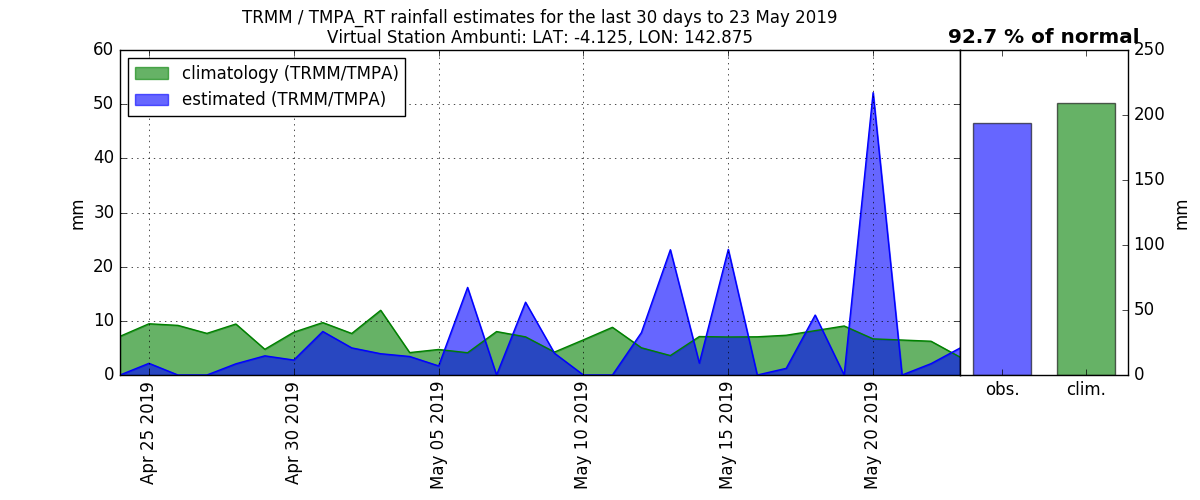 TRMM / TMPA_RT rainfall estimates for the last 30 days to 23 May 2019
Virtual Station Ambunti: LAT: -4.125, LON: 142.875
92.7 % of normal
climatology (TRMM/TMPA)
estimated (TRMM/TMPA)
60
50
40
30
20
10
0
mm
Apr 25 2019
Apr 30 2019
May 05 2019
May 10 2019
May 15 2019
May 20 2019
250
200
150
100
50
0
mm
obs.
clim.